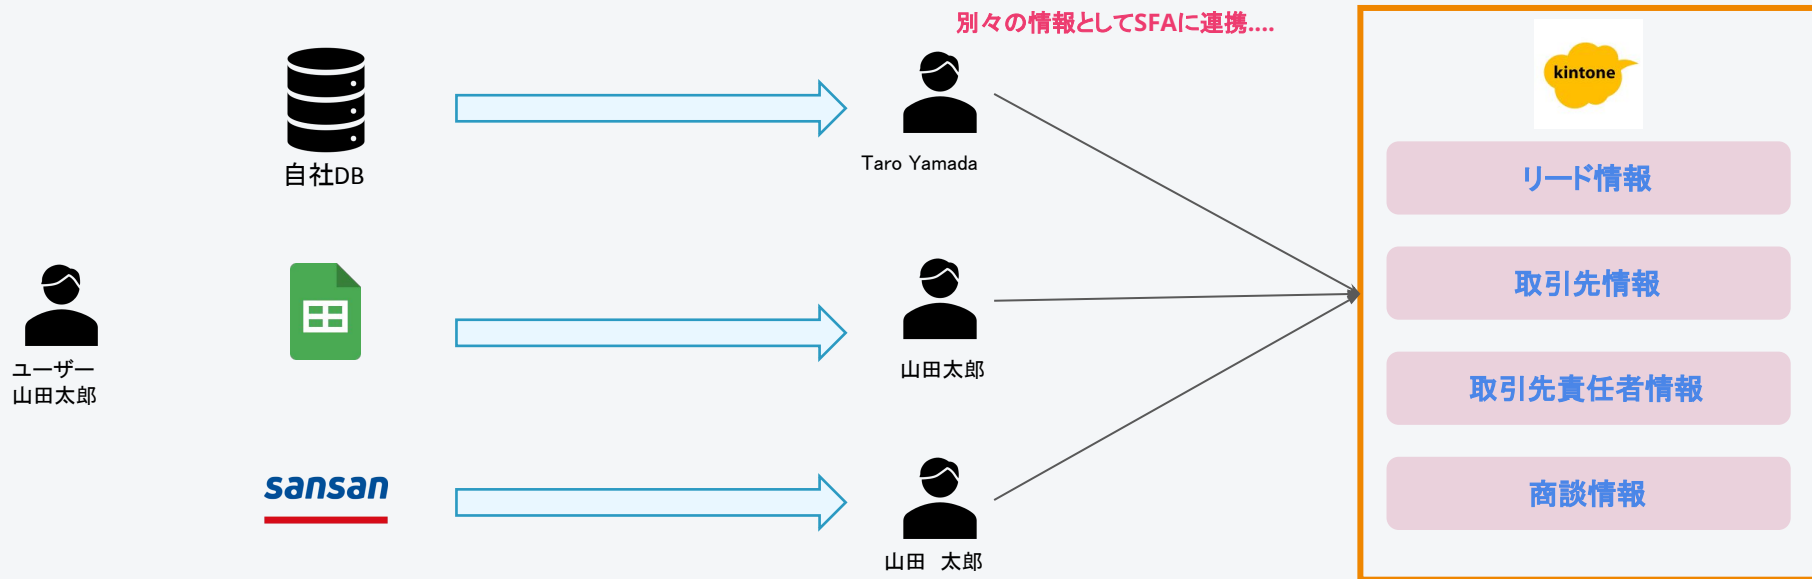 別々の情報としてSFAに連携....
kintone
自社DB
Taro Yamada
リード情報
取引先情報
ユーザー
山田太郎
山田太郎
取引先責任者情報
sansan
商談情報
山田　太郎